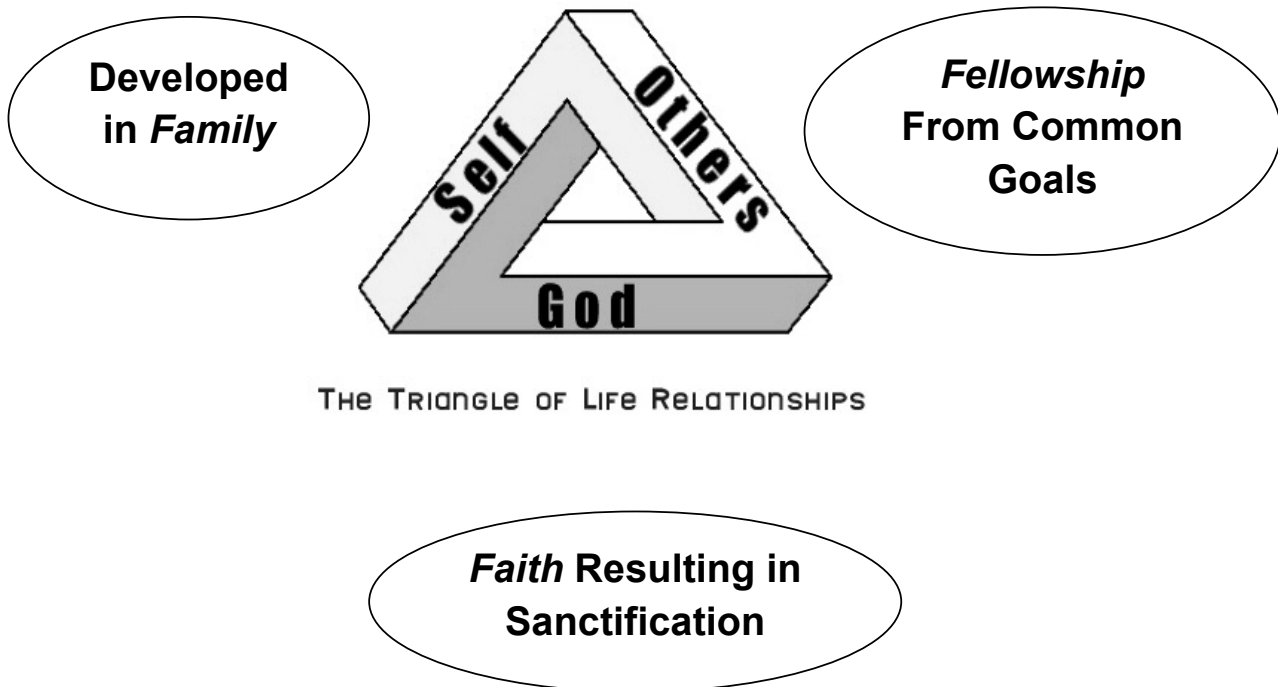 Developed
in Family
Self
Others
God
Fellowship
From Common
Goals
The Triangle of Life Relationships
Faith Resulting in
Sanctification